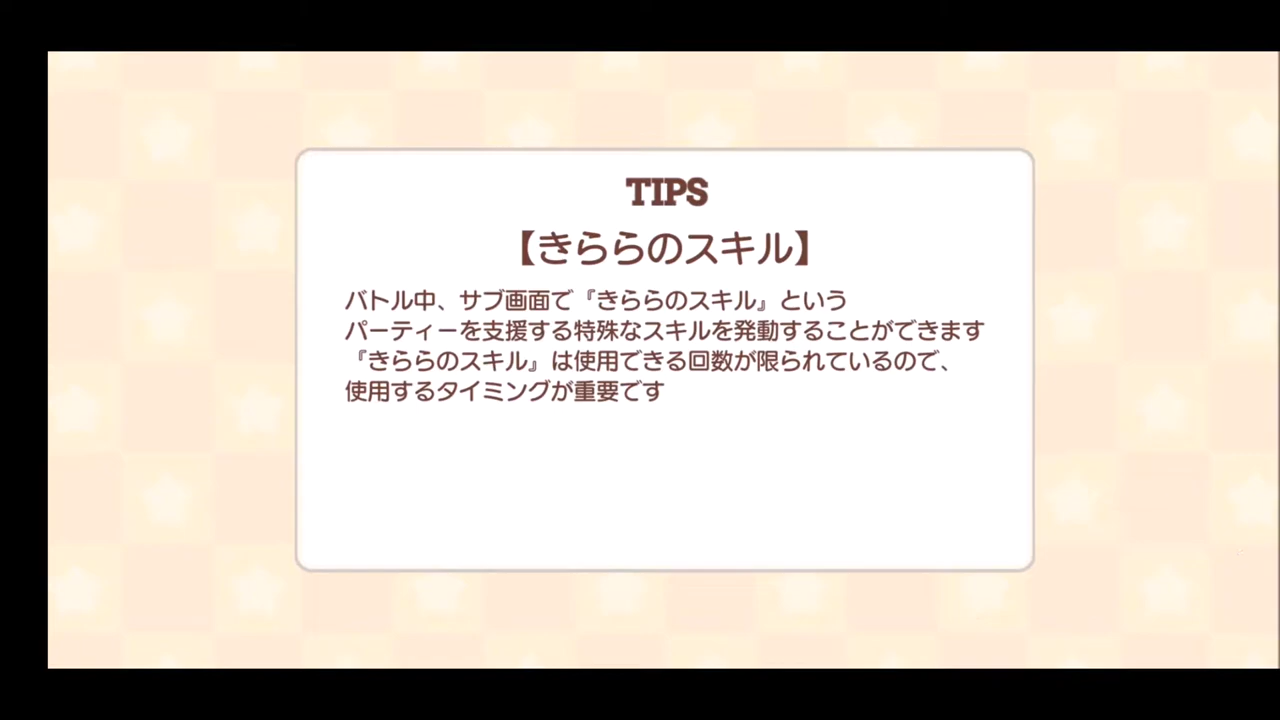 TIPS
【きららのスキル】
バトル中、サブ画面で『きららのスキル』という
パーティーを支援する特殊なスキルを発動することができます
『きららのスキル』は使用できる回数が限られているので、
使用するタイミングが重要です